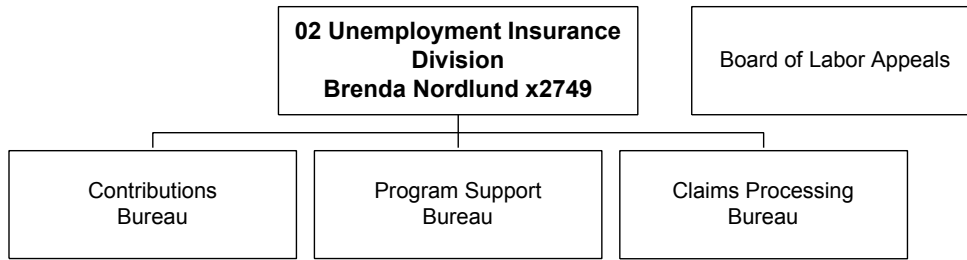 02 Unemployment Insurance
Division
Brenda Nordlund x2749
Board of Labor Appeals
Contributions
Bureau
Program Support
Bureau
Claims Processing
Bureau